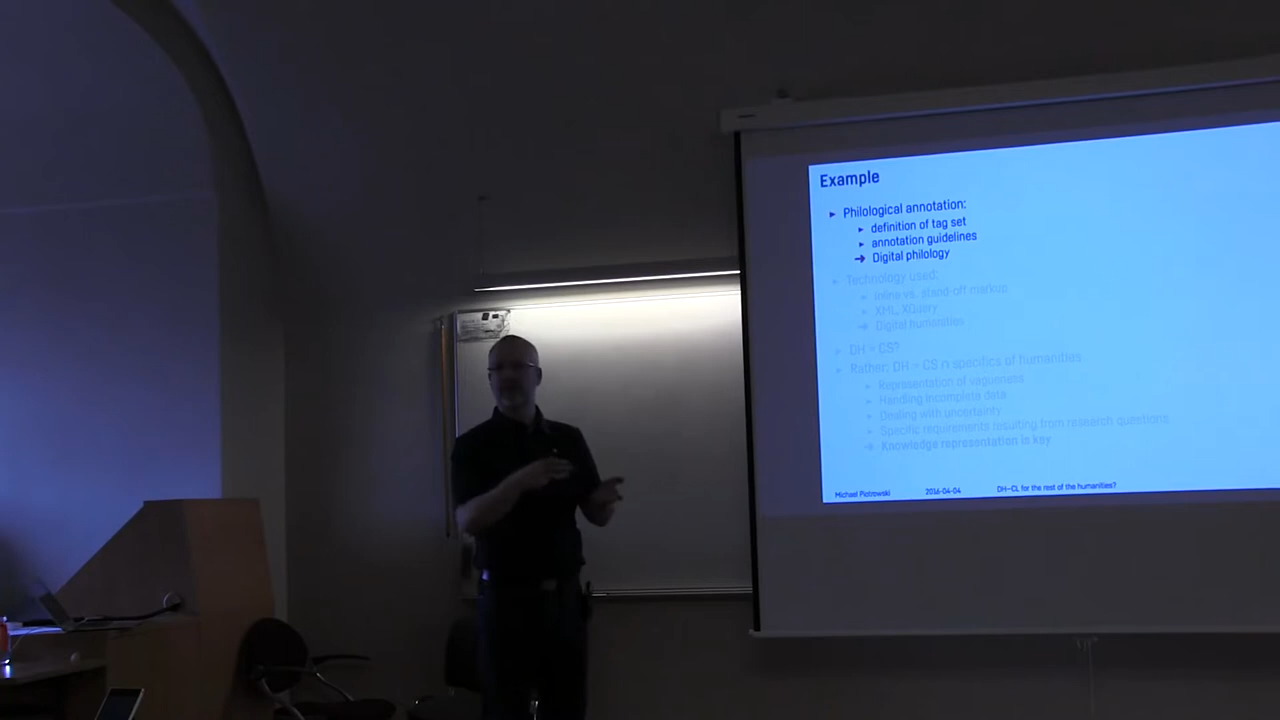 Example
► Philological annotation:
► definition of tag set
► annotation guidelines
➔ Digital philology
► Technology used:
► inline vs. stand-off markup
► XML, XQuery
➔ Digital humanities
► DH = CS?
► Rather: DH = CS ∩ specifics of humanities
► Representation of vagueness
► Handling incomplete data
► Dealing with uncertainty
► Specific requirements resulting from research questions
➔ Knowledge representation is key
Michael Piotrowski 2016-04-04 DH=CL for the rest of the humanities?